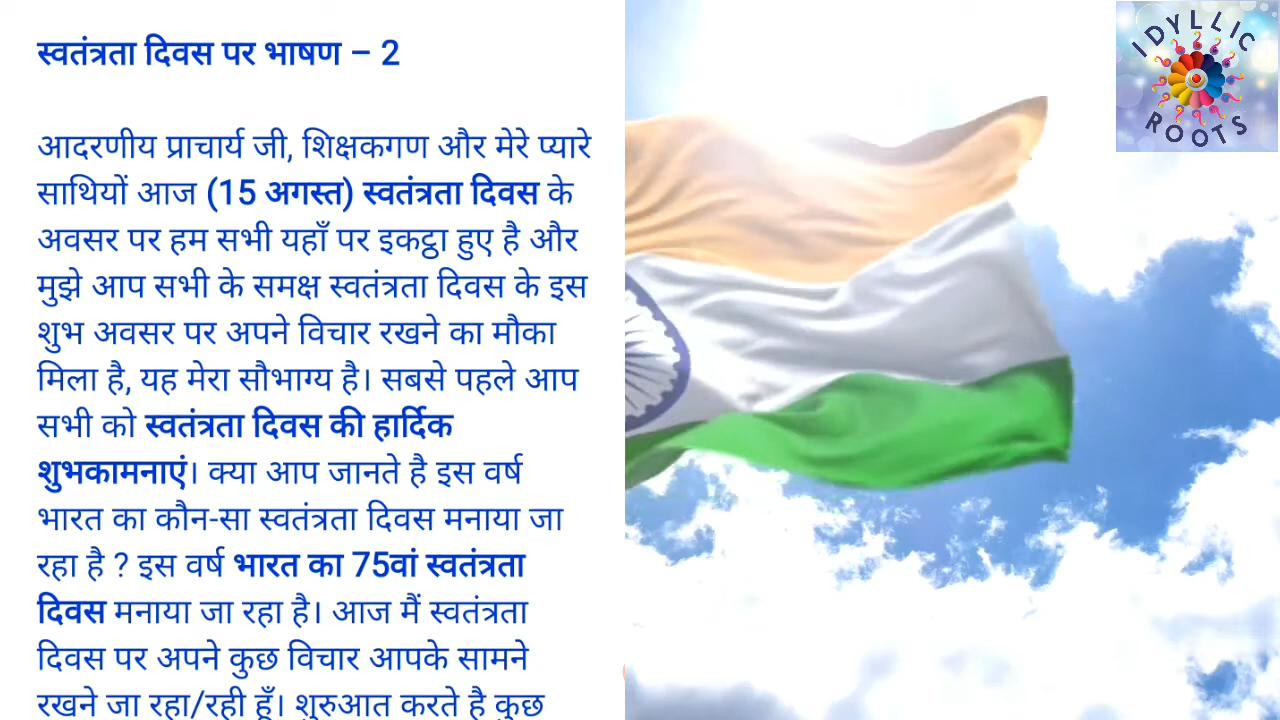 स्वतंत्रता दिवस पर भाषण – 2
आदरणीय प्राचार्य जी, शिक्षकगण और मेरे प्यारे
साथियों आज (15 अगस्त) स्वतंत्रता दिवस के
अवसर पर हम सभी यहाँ पर इकट्ठा हुए है और
मुझे आप सभी के समक्ष स्वतंत्रता दिवस के इस
शुभ अवसर पर अपने विचार रखने का मौका
मिला है, यह मेरा सौभाग्य है। सबसे पहले आप
सभी को स्वतंत्रता दिवस की हार्दिक
शुभकामनाएं। क्या आप जानते है इस वर्ष
भारत का कौन-सा स्वतंत्रता दिवस मनाया जा
रहा है ? इस वर्ष भारत का 75वां स्वतंत्रता
दिवस मनाया जा रहा है। आज मैं स्वतंत्रता
दिवस पर अपने कुछ विचार आपके सामने
रखने जा रहा/रही हूँ। शुरुआत करते है कुछ
IDYLLIC
ROOTS